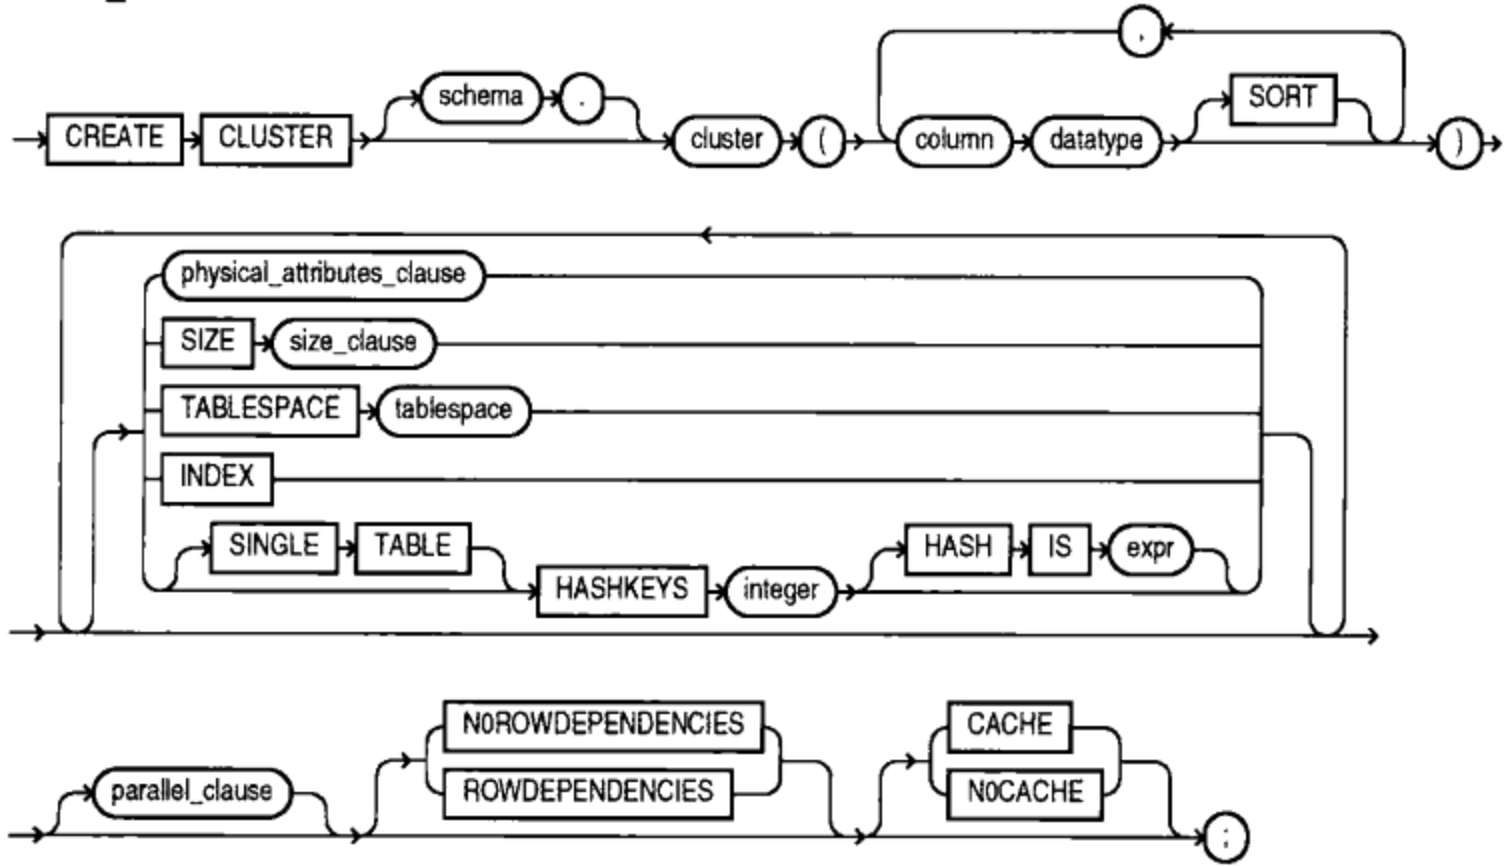 ,
schema . SORT
CREATE CLUSTER cluster ( column datatype )
physical_attributes_clause
SIZE size_clause
TABLESPACE tablespace
INDEX
SINGLE TABLE HASH IS expr
HASHKEYS integer
N0ROWDEPENDENCIES CACHE
parallel_clause ROWDEPENDENCIES N0CACHE
;